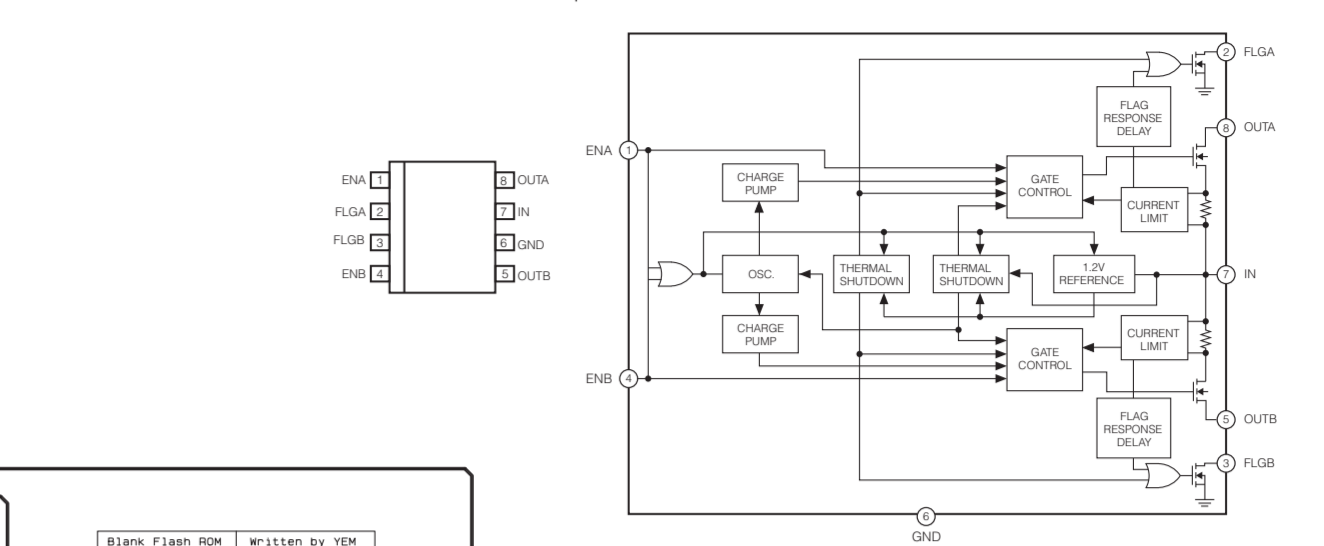 ENA 1
FLGA 2
FLGB 3
ENB 4
8 OUTA
7 IN
6 GND
5 OUTB
2 FLGA
FLAG
RESPONSE
DELAY
8 OUTA
ENA 1
CHARGE
PUMP
GATE
CONTROL
CURRENT
LIMIT
OSC.
THERMAL
SHUTDOWN
THERMAL
SHUTDOWN
1.2V
REFERENCE
7 IN
CHARGE
PUMP
GATE
CONTROL
CURRENT
LIMIT
ENB 4
FLAG
RESPONSE
DELAY
5 OUTB
3 FLGB
6
GND
Blank Flash ROM Written by YEM